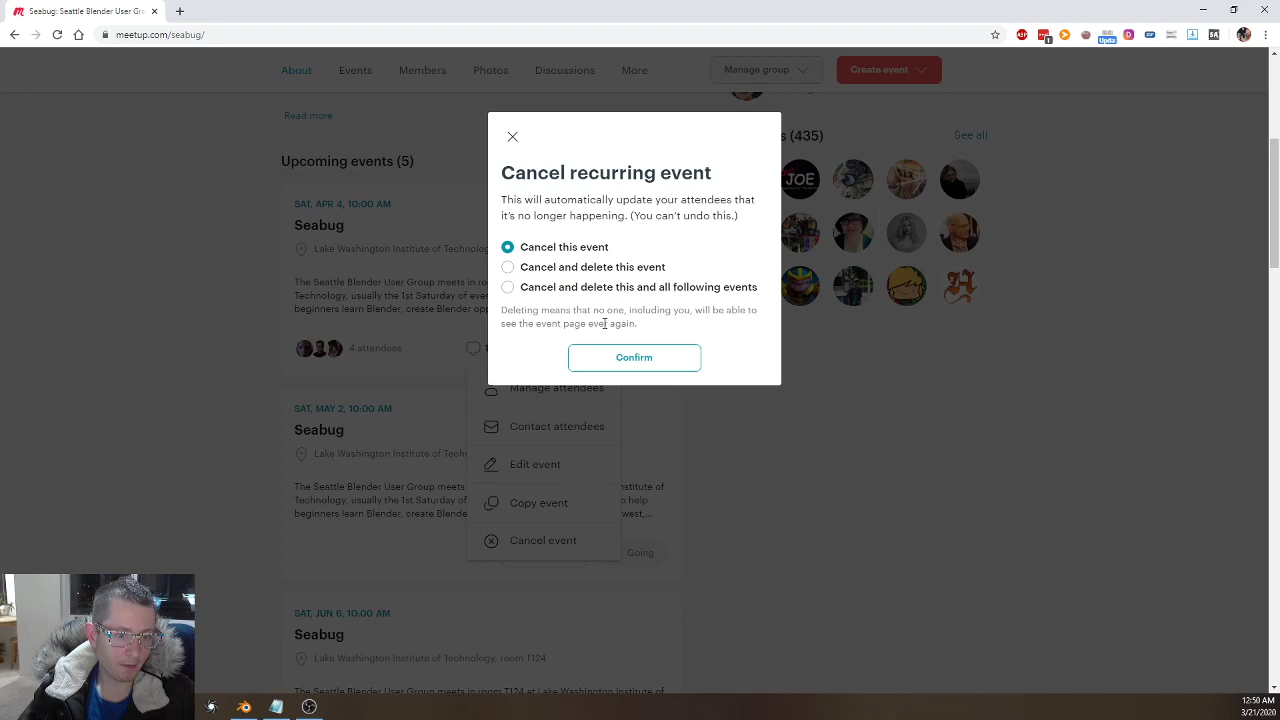 Seabug Seattle Blender User Gro
meetup.com/seabug/
1
Upda
About Events Members Photos Discussions More Manage group Create event
Read more
s (435) See all
Upcoming events (5)
SAT, APR 4, 10:00 AM
Seabug
Lake Washington Institute of Technolog
The Seattle Blender User Group meets in ro
Technology, usually the 1st Saturday of eve
beginners learn Blender, create Blender opp
4 attendees
JOE
Cancel recurring event
This will automatically update your attendees that
it's no longer happening. (You can't undo this.)
Cancel this event
Cancel and delete this event
Cancel and delete this and all following events
Deleting means that no one, including you, will be able to
see the event page ever again.
Confirm
Manage attendees
Contact attendees
Edit event
Copy event
Cancel event
SAT, MAY 2, 10:00 AM
Seabug
Lake Washington Institute of Tech
The Seattle Blender User Group meets nstitute of
Technology, usually the 1st Saturday of to help
beginners learn Blender, create Blend west,...
Going
SAT, JUN 6, 10:00 AM
Seabug
Lake Washington Institute of Technology, room T124
The Seattle Blender User Group meets in room T124 at Lake Washington Institute of
12:50 AM
3/21/2020